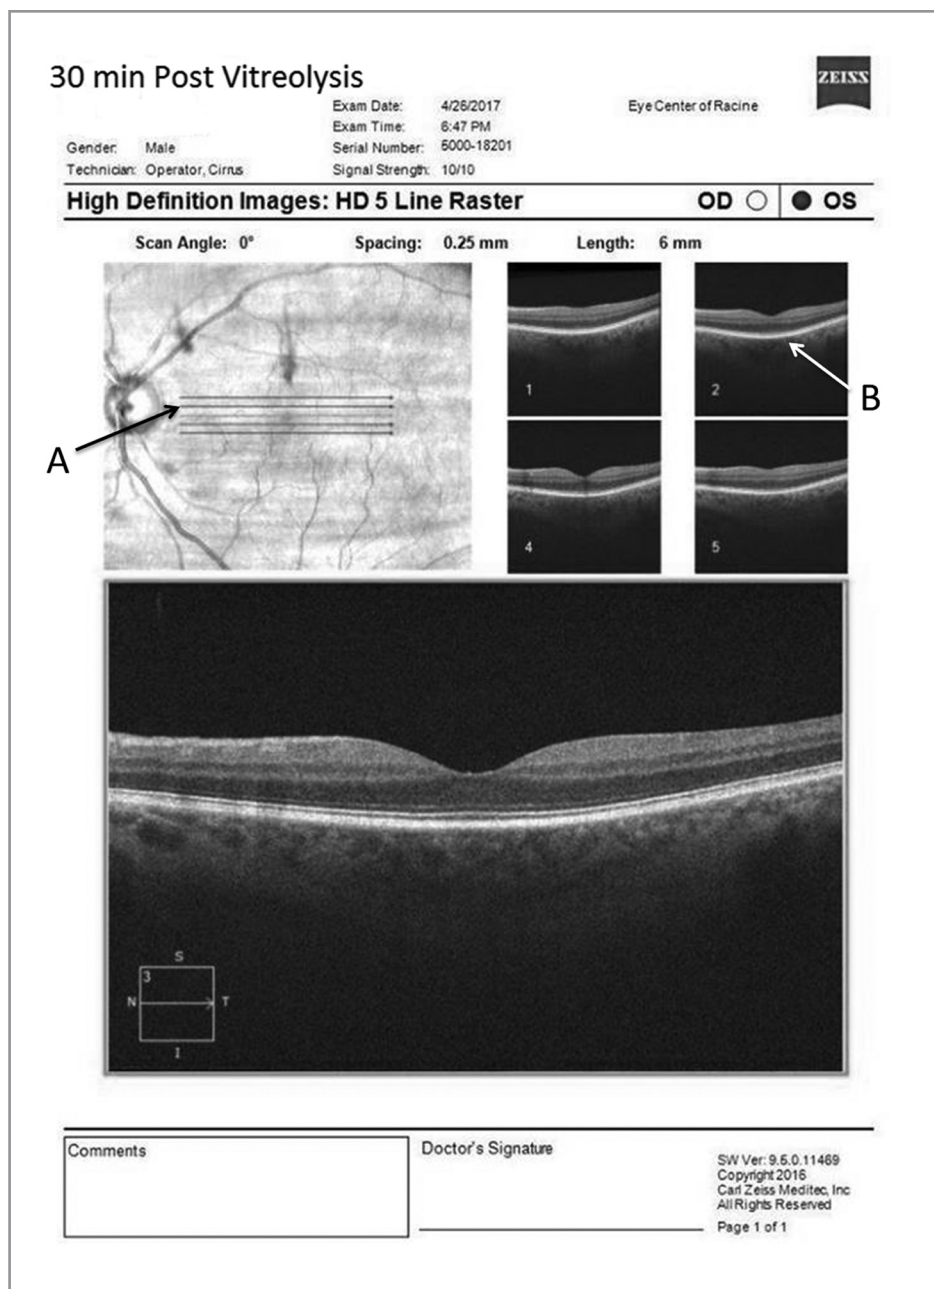 30 min Post Vitreolysis
ZEISS
Exam Date: 4/26/2017
Eye Center of Racine
Exam Time: 6:47 PM
Gender: Male
Serial Number: 5000-18201
Technician: Operator, Cirrus
Signal Strength: 10/10
High Definition Images: HD 5 Line Raster
OD
OS
Scan Angle: 0°
Spacing: 0.25 mm
Length: 6 mm
1
2
B
A
4
5
S
3
N
T
I
Comments
Doctor's Signature
SW Ver: 9.5.0.11469
Copyright 2016
Carl Zeiss Meditec, Inc
All Rights Reserved
Page 1 of 1